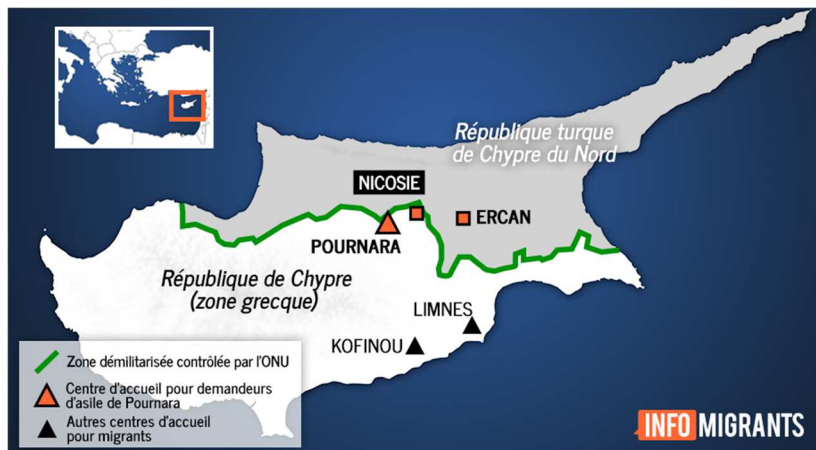 République turque
de Chypre du Nord
NICOSIE
ERCAN
POURNARA
République de Chypre
(zone grecque)
LIMNES
KOFINOU
Zone démilitarisée contrôlée par l'ONU
Centre d'accueil pour demandeurs
d'asile de Pournara
Autres centres d'accueil
pour migrants
INFO MIGRANTS